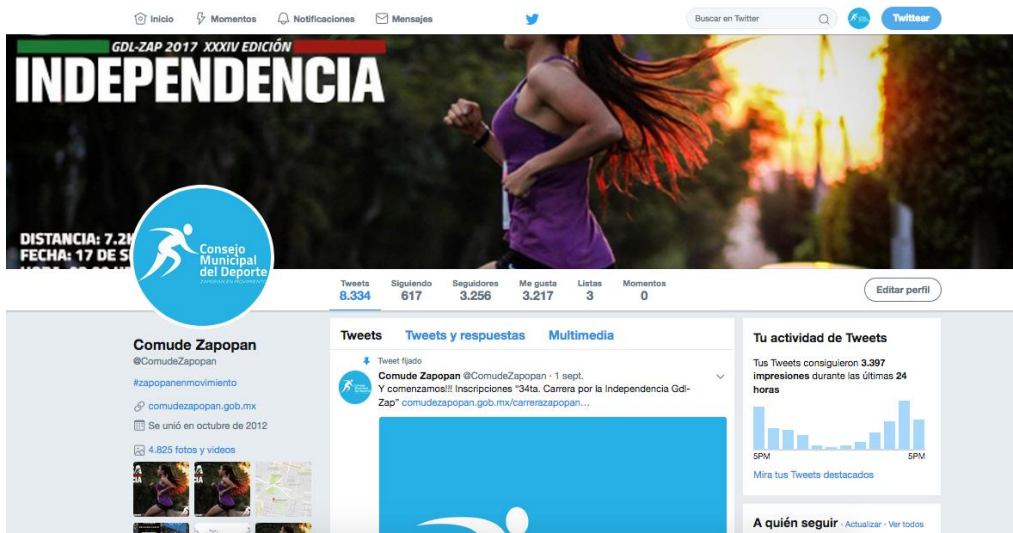 Inicio Momentos Notificaciones Mensajes Buscar en Twitter Twittear
GDL-ZAP 2017 XXXIV EDICIÓN
INDEPENDENCIA
DISTANCIA: 7.2
FECHA: 17 DE S
Consejo
Municipal
del Deporte
ZAPOPAN EN MOVIMIENTO
Tweets Siguiendo Seguidores Me gusta Listas Momentos
8.334 617 3.256 3.217 3 0
Editar perfil
Comude Zapopan
@ComudeZapopan
#zapopanenmovimiento
comudezapopan.gob.mx
Se unió en octubre de 2012
4.825 fotos y videos
Tweets Tweets y respuestas Multimedia
Tweet fijado
Comude Zapopan @ComudeZapopan · 1 sept.
Y comenzamos!!! Inscripciones "34ta. Carrera por la Independencia Gdl-
Zap" comudezapopan.gob.mx/carrerazapopan…
Tu actividad de Tweets
Tus Tweets consiguieron 3.397
impresiones durante las últimas 24
horas
5PM 5PM
Mira tus Tweets destacados
A quién seguir · Actualizar · Ver todos